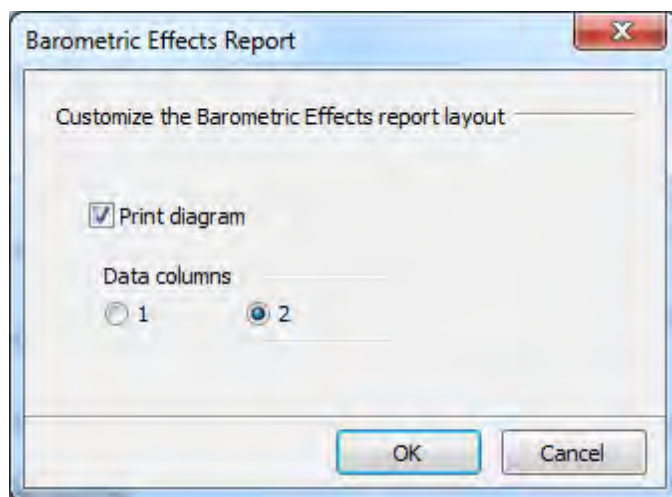 Barometric Effects Report
Customize the Barometric Effects report layout
Print diagram
Data columns
1 2
OK Cancel